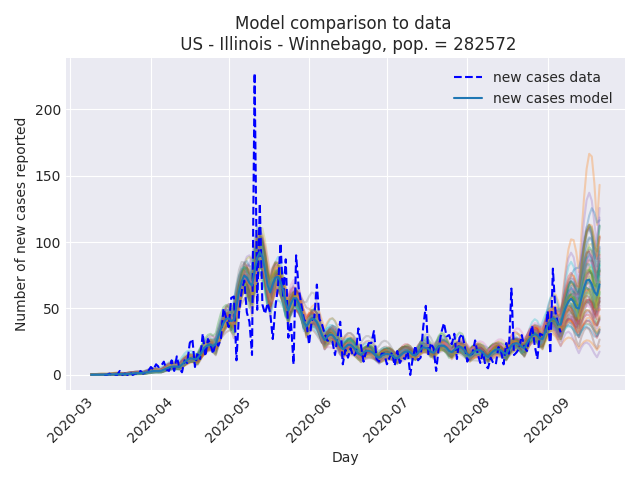 Model comparison to data
US - Illinois - Winnebago, pop. = 282572
new cases data
new cases model
Number of new cases reported
200
150
100
50
0
2020-03
2020-04
2020-05
2020-06
2020-07
2020-08
2020-09
Day